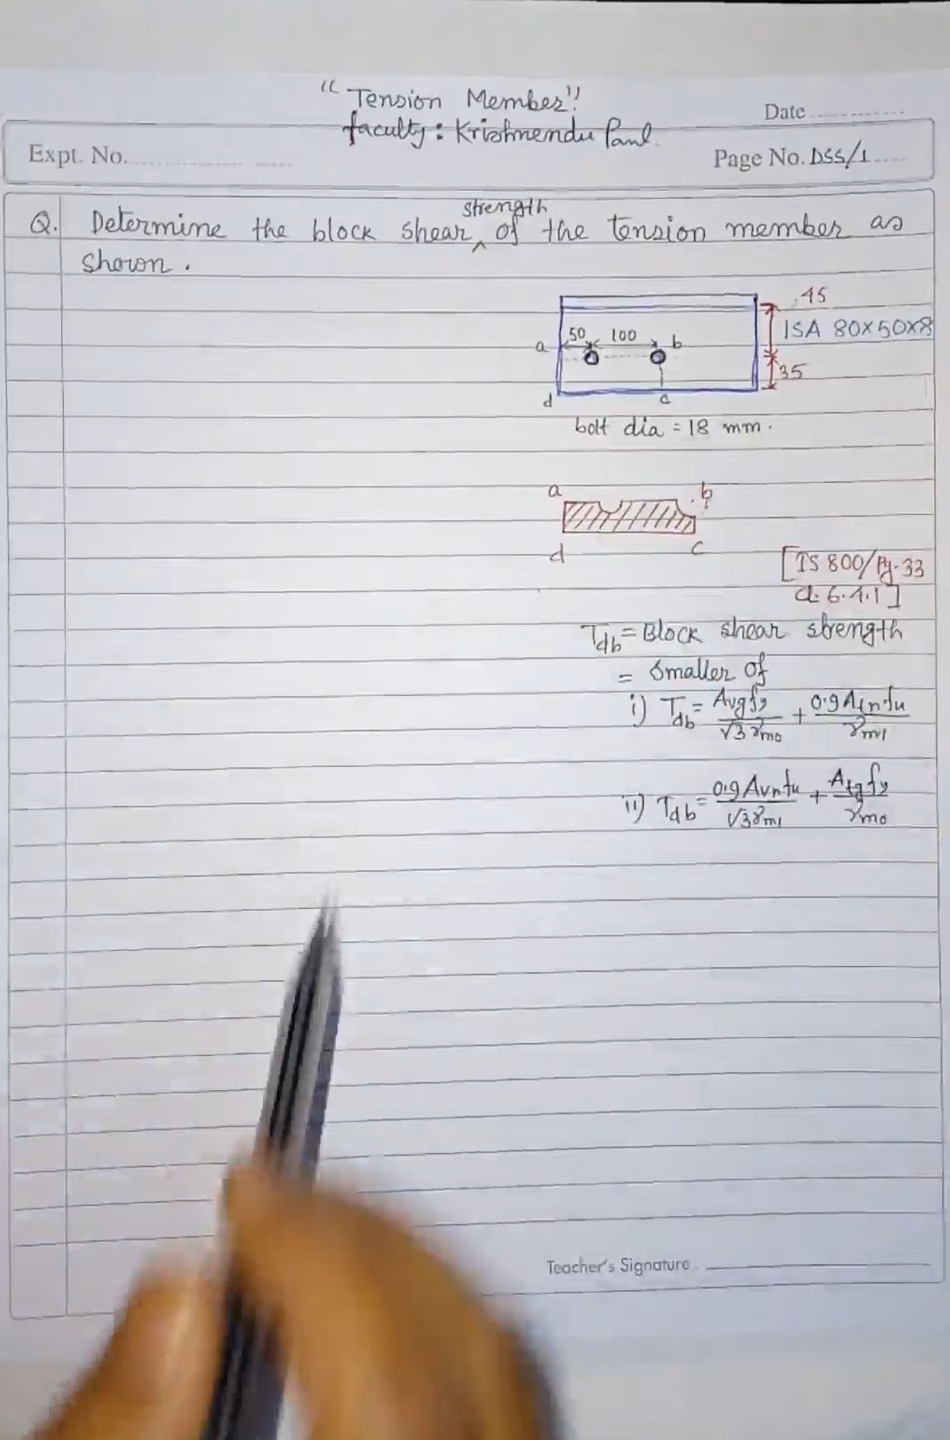 "Tension Member"
faculty: Krishnendu Paul.
Date
Expt. No.
Page No. DSS/1
strength
Q. Determine the block shear ^ of the tension member as
shown.
45
50 100
a b
ISA 80×50×8
35
d c
bolt dia = 18 mm.
a b
d c
[IS 800/Pg. 33
cl. 6.4.1]
Tdb = Block shear strength
= smaller of
i) Tdb = Avg fy / √3 γm0 + 0.9 Atn fu / γm1
ii) Tdb = 0.9 Avn fu / √3 γm1 + Atg fy / γm0
Teacher's Signature